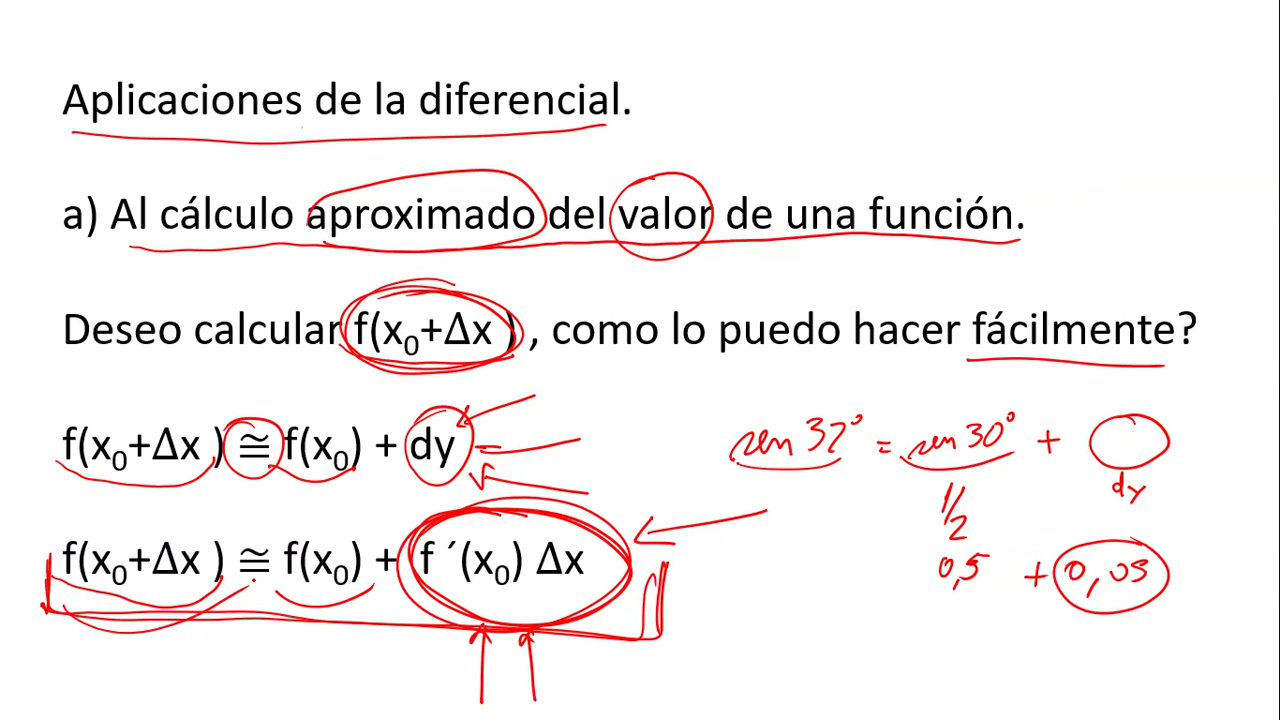 Aplicaciones de la diferencial.
a) Al cálculo aproximado del valor de una función.
Deseo calcular f(x₀+Δx ) , como lo puedo hacer fácilmente?
f(x₀+Δx ) ≅ f(x₀) + dy
sen 32° = sen 30° +
dy
1/2
f(x₀+Δx ) ≅ f(x₀) + f ´(x₀) Δx
0,5 + 0,05